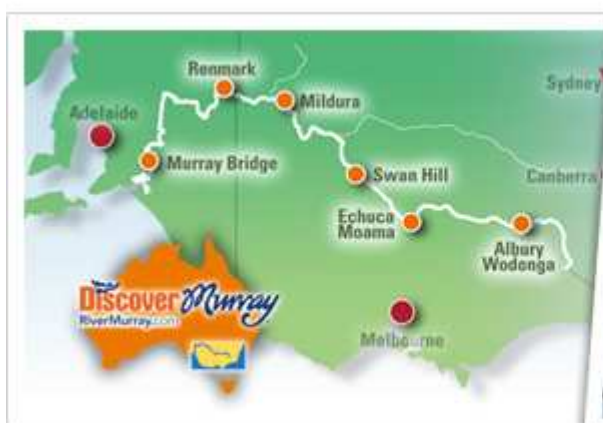 Renmark
Sydney
Adelaide
Mildura
Murray Bridge
Swan Hill
Canberra
Echuca
Moama
Albury
Wodonga
Discover Murray
RiverMurray.com
Melbourne